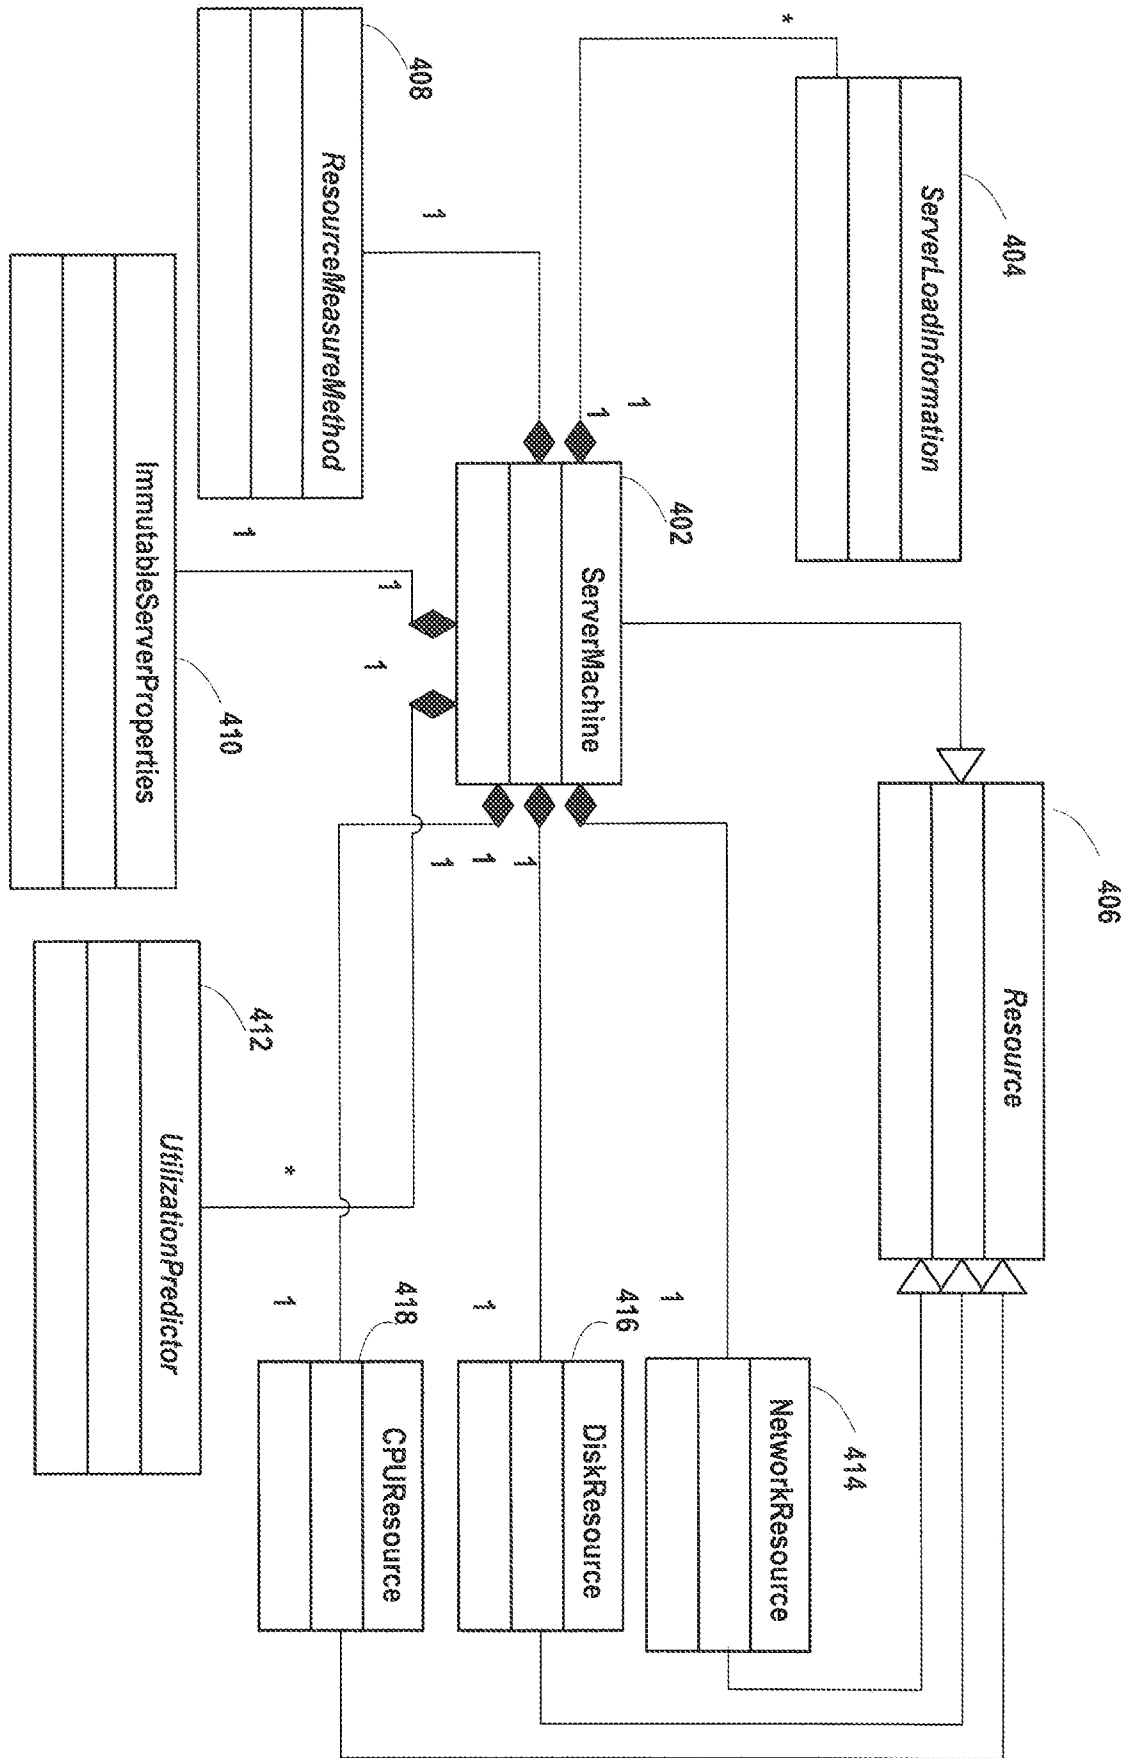 404
ServerLoadInformation
*
1
1
406
Resource
402
ServerMachine
408
ResourceMeasureMethod
1
1
1
1
1
1
1
410
ImmutableServerProperties
412
UtilizationPredictor
*
414
NetworkResource
1
416
DiskResource
1
418
CPUResource
1